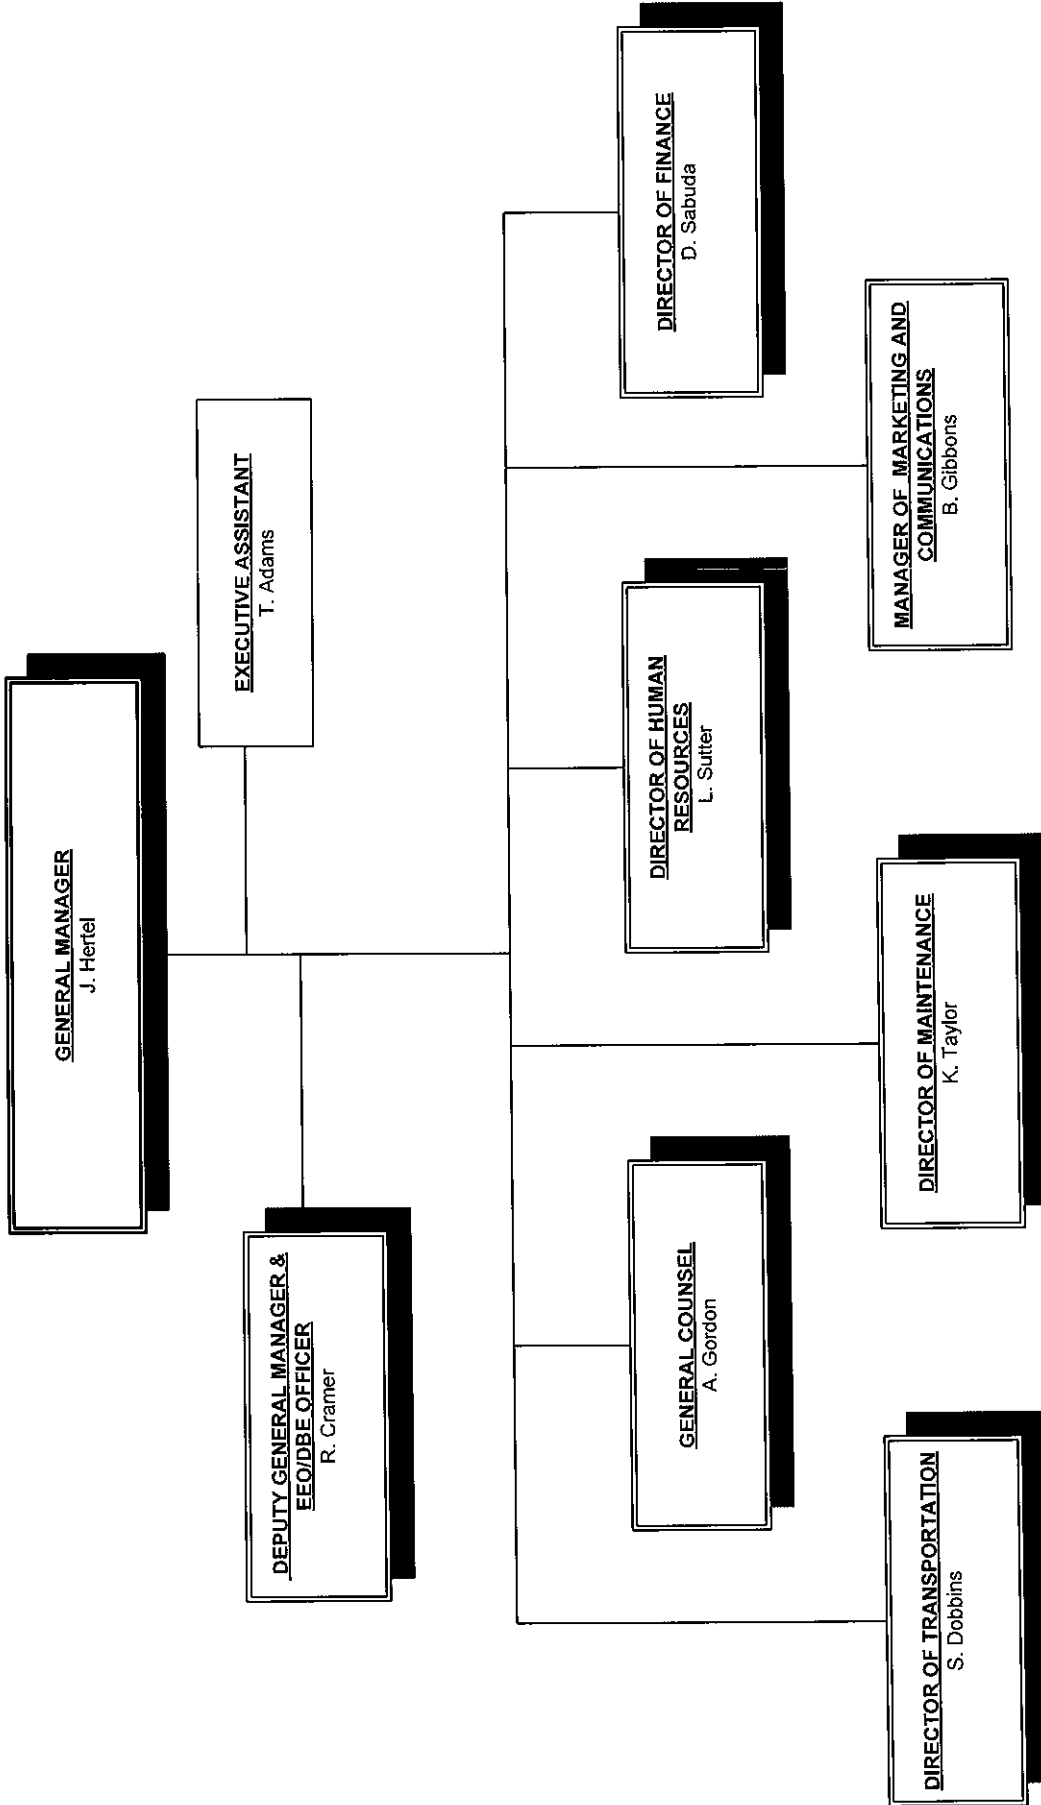 GENERAL MANAGER
J. Hertel
EXECUTIVE ASSISTANT
T. Adams
DEPUTY GENERAL MANAGER &
EEO/DBE OFFICER
R. Cramer
GENERAL COUNSEL
A. Gordon
DIRECTOR OF HUMAN
RESOURCES
L. Sutter
DIRECTOR OF FINANCE
D. Sabuda
DIRECTOR OF TRANSPORTATION
S. Dobbins
DIRECTOR OF MAINTENANCE
K. Taylor
MANAGER OF MARKETING AND
COMMUNICATIONS
B. Gibbons